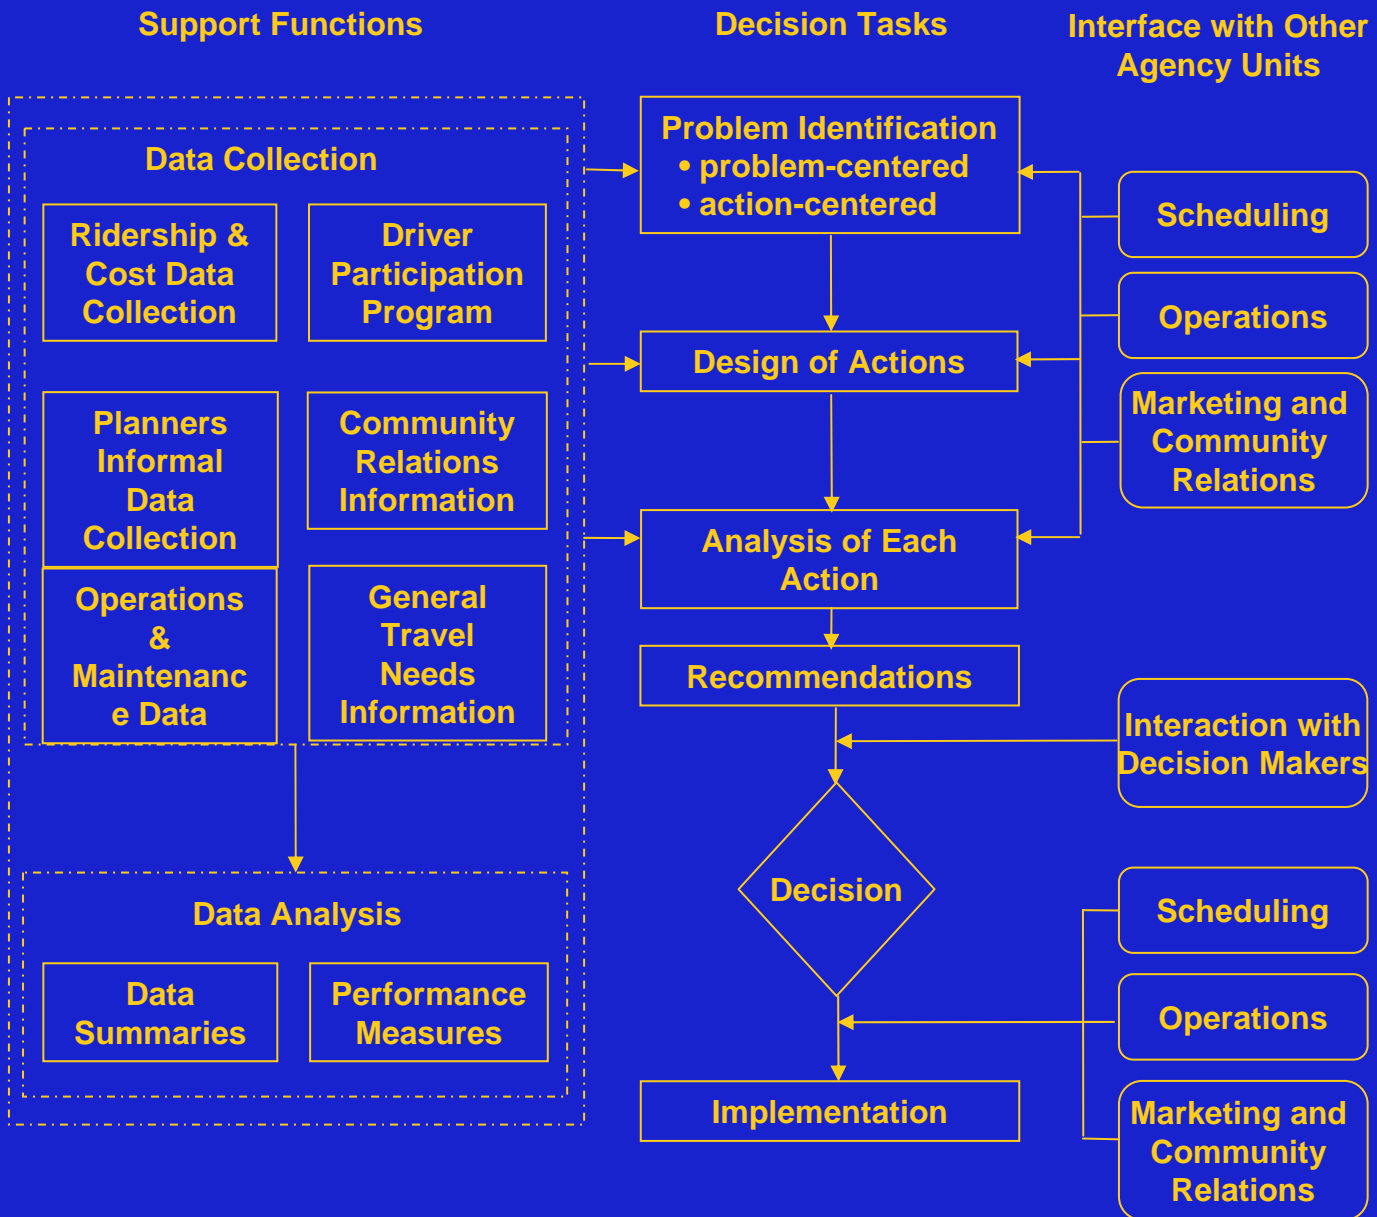 Support Functions
Decision Tasks
Interface with Other
Agency Units
Data Collection
Ridership &
Cost Data
Collection
Driver
Participation
Program
Planners
Informal
Data
Collection
Community
Relations
Information
Operations
&
Maintenanc
e Data
General
Travel
Needs
Information
Data Analysis
Data
Summaries
Performance
Measures
Problem Identification
• problem-centered
• action-centered
Design of Actions
Analysis of Each
Action
Recommendations
Decision
Implementation
Scheduling
Operations
Marketing and
Community
Relations
Interaction with
Decision Makers
Scheduling
Operations
Marketing and
Community
Relations